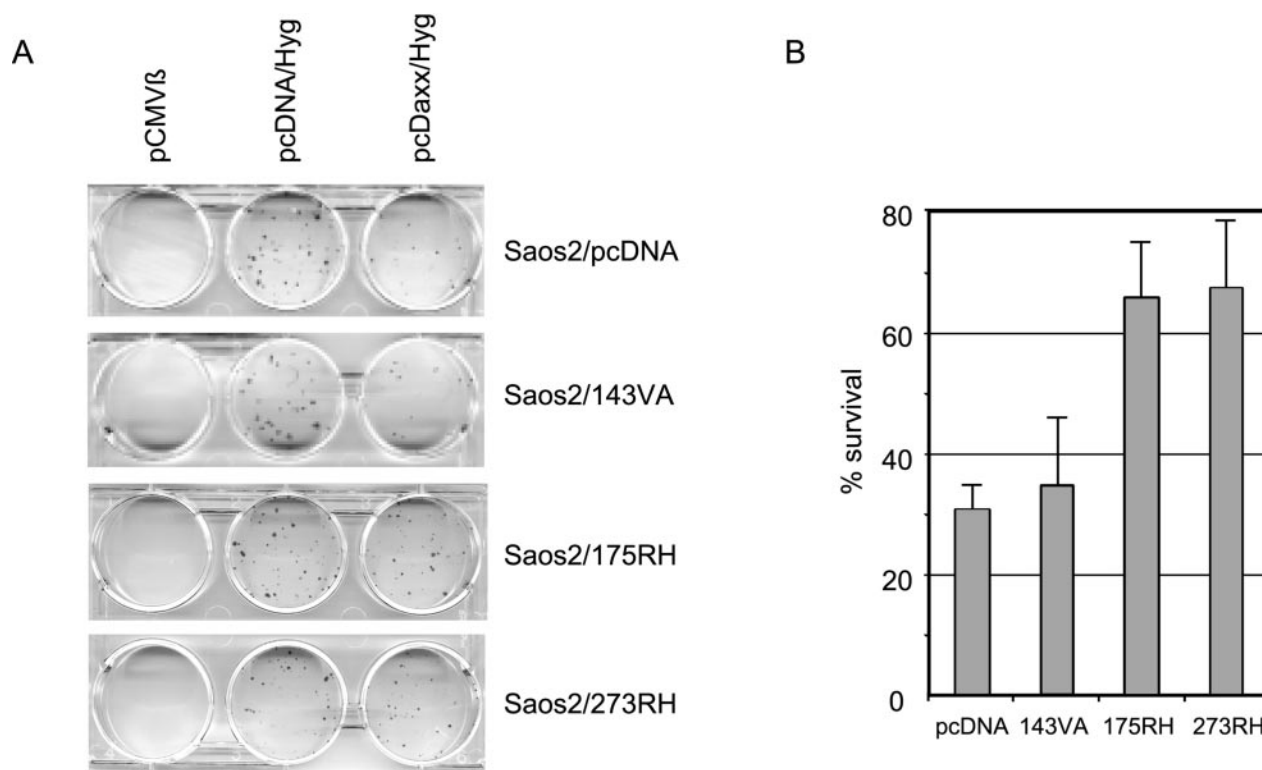 A
pCMVß
pcDNA/Hyg
pcDaxx/Hyg
Saos2/pcDNA
Saos2/143VA
Saos2/175RH
Saos2/273RH
B
% survival
80
60
40
20
0
pcDNA 143VA 175RH 273RH